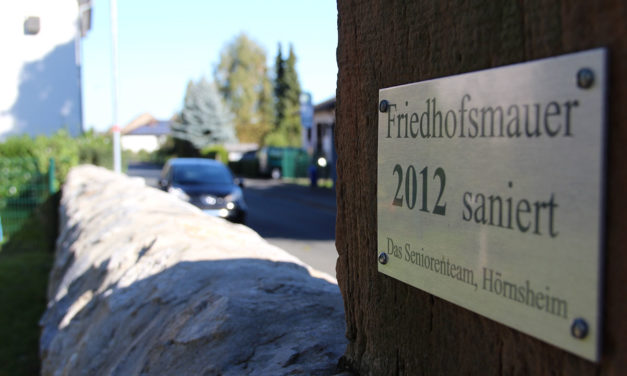 Friedhofsmauer
2012 saniert
Das Seniorenteam, Hörnsheim